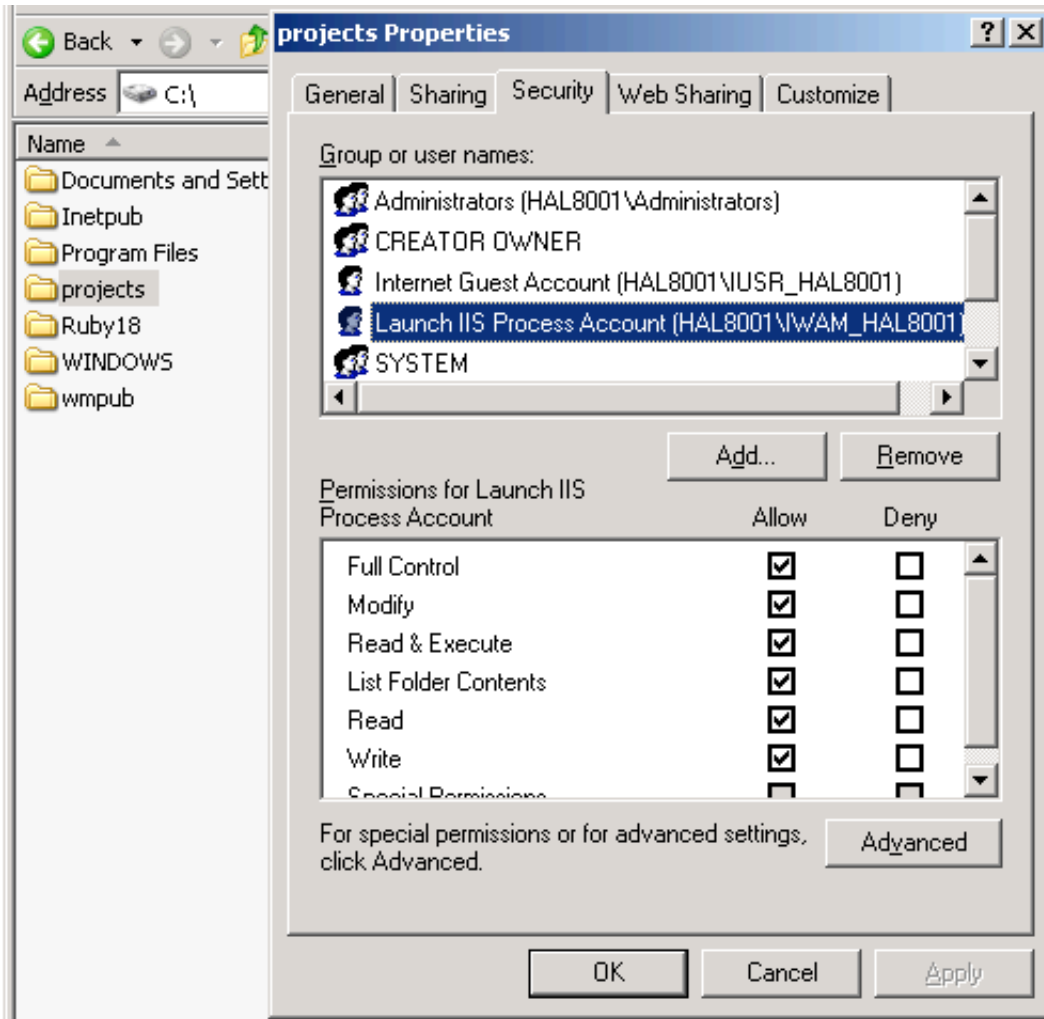 Back
projects Properties
? X
Address C:\
General Sharing Security Web Sharing Customize
Name
Documents and Sett
Inetpub
Program Files
projects
Ruby18
WINDOWS
wmpub
Group or user names:
Administrators (HAL8001\Administrators)
CREATOR OWNER
Internet Guest Account (HAL8001\IUSR_HAL8001)
Launch IIS Process Account (HAL8001\IWAM_HAL8001)
SYSTEM
Add... Remove
Permissions for Launch IIS
Process Account Allow Deny
Full Control
Modify
Read & Execute
List Folder Contents
Read
Write
Special Permissions
For special permissions or for advanced settings,
click Advanced.
Advanced
OK Cancel Apply